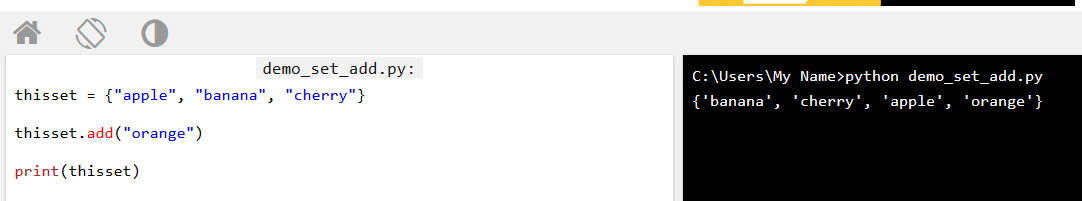 demo_set_add.py:
thisset = {"apple", "banana", "cherry"}
thisset.add("orange")
print(thisset)
C:\Users\My Name>python demo_set_add.py
{'banana', 'cherry', 'apple', 'orange'}